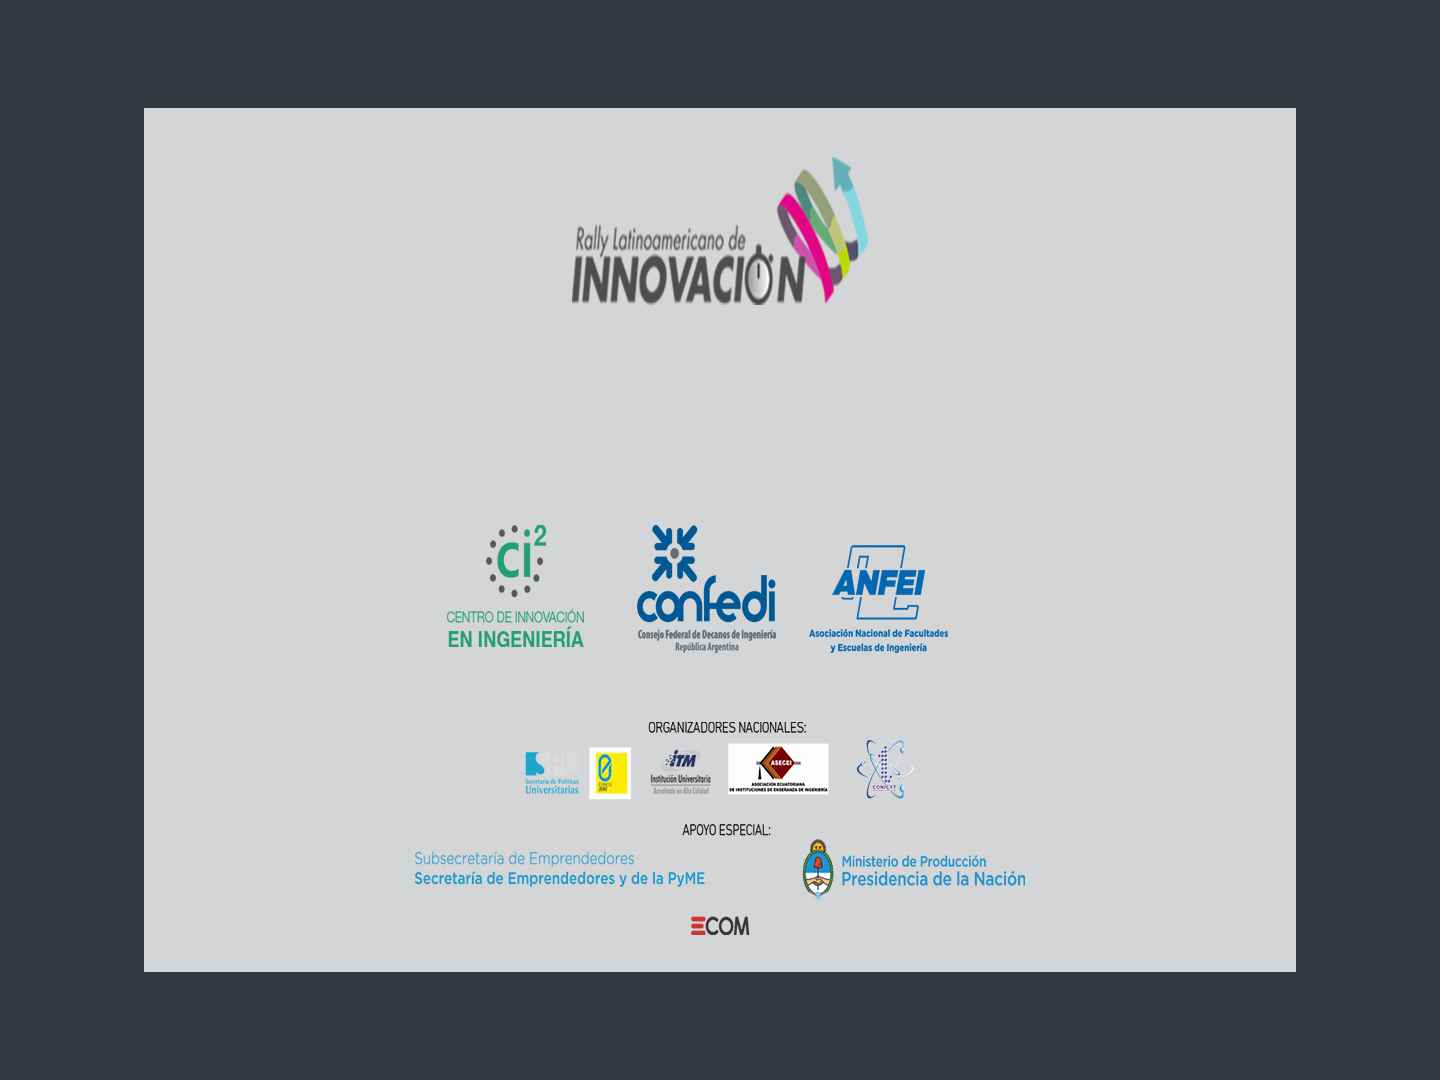 Rally Latinoamericano de
INNOVACIÓN
ci²
CENTRO DE INNOVACIÓN
EN INGENIERÍA
confedi
Consejo Federal de Decanos de Ingeniería
República Argentina
ANFEI
Asociación Nacional de Facultades
y Escuelas de Ingeniería
ORGANIZADORES NACIONALES:
SPU
Secretaría de Políticas
Universitarias
ITM
Institución Universitaria
Acreditada en Alta Calidad
ASECEI
ASOCIACIÓN ECUATORIANA
DE INSTITUCIONES DE ENSEÑANZA DE INGENIERÍA
CONICYT
APOYO ESPECIAL:
Subsecretaría de Emprendedores
Secretaría de Emprendedores y de la PyME
Ministerio de Producción
Presidencia de la Nación
ECOM